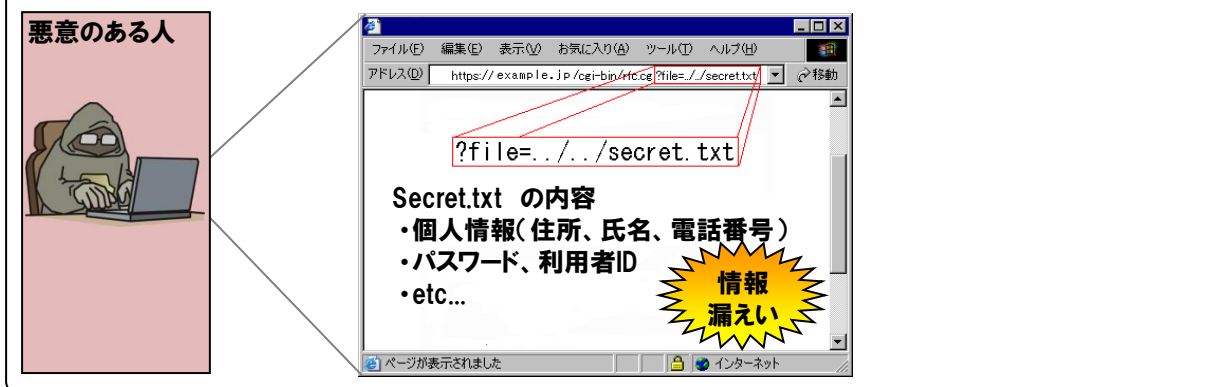 悪意のある人
ファイル(F) 編集(E) 表示(V) お気に入り(A) ツール(T) ヘルプ(H)
アドレス(D) https://example.jp/cgi-bin/rfc.cg?file=../../secret.txt 移動
?file=../../secret.txt
Secret.txt の内容
・個人情報(住所、氏名、電話番号)
・パスワード、利用者ID
・etc...
情報
漏えい
ページが表示されました インターネット